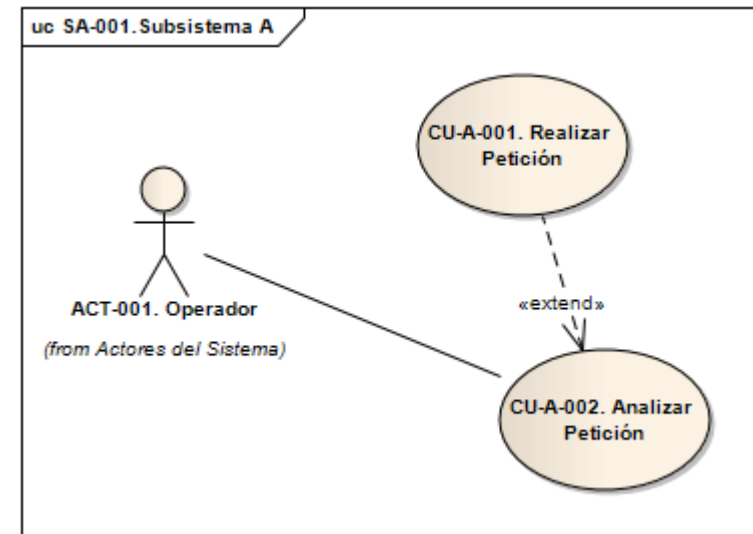 uc SA-001.Subsistema A
CU-A-001. Realizar
Petición
ACT-001. Operador
(from Actores del Sistema)
«extend»
CU-A-002. Analizar
Petición